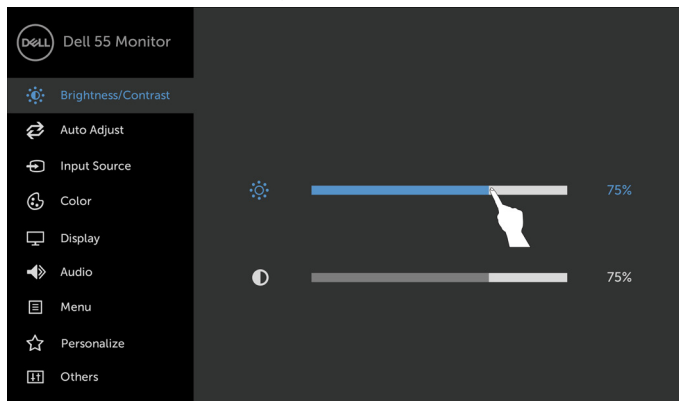 DELL
Dell 55 Monitor
Brightness/Contrast
Auto Adjust
Input Source
Color
Display
Audio
Menu
Personalize
Others
75%
75%